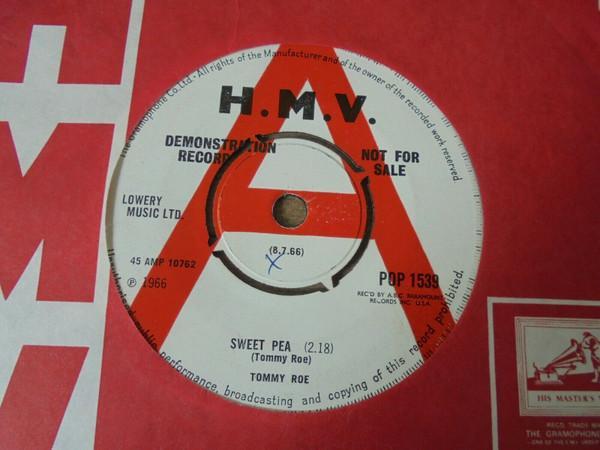 The Gramophone Co. Ltd. · All rights of the Manufacturer and of the owner of the recorded work reserved
H.M.V.
DEMONSTRATION
RECORD
NOT FOR
SALE
LOWERY
MUSIC LTD.
(8.7.66)
X
45 AMP 10762
POP 1539
℗ 1966
REC'D BY A.B.C. PARAMOUNT
RECORDS INC. U.S.A.
SWEET PEA (2.18)
(Tommy Roe)
TOMMY ROE
Unauthorised public performance, broadcasting and copying of this record prohibited.
A
HIS MASTER'S
REGD. TRADE
THE GRAMOPHONE